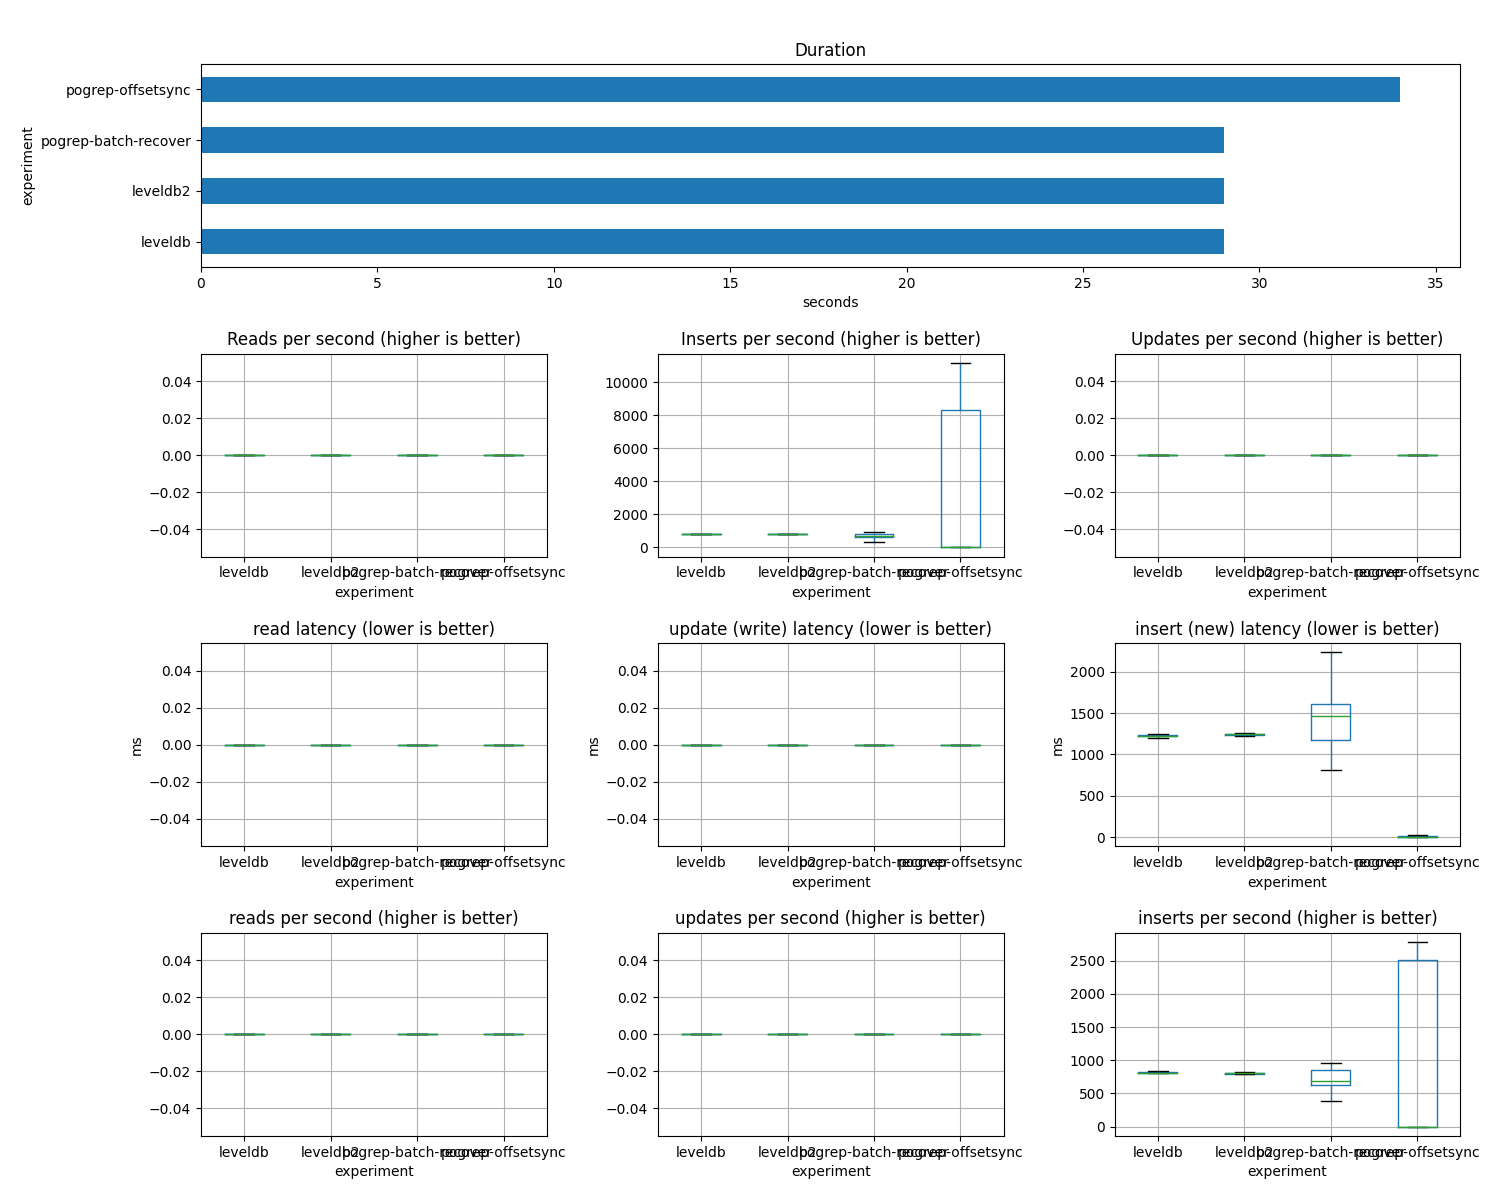 Duration
experiment
pogrep-offsetsync
pogrep-batch-recover
leveldb2
leveldb
0 5 10 15 20 25 30 35
seconds
Reads per second (higher is better)
0.04
0.02
0.00
−0.02
−0.04
leveldb leveldb2 pogrep-batch-recover pogrep-offsetsync
experiment
Inserts per second (higher is better)
10000
8000
6000
4000
2000
0
leveldb leveldb2 pogrep-batch-recover pogrep-offsetsync
experiment
Updates per second (higher is better)
0.04
0.02
0.00
−0.02
−0.04
leveldb leveldb2 pogrep-batch-recover pogrep-offsetsync
experiment
read latency (lower is better)
ms
0.04
0.02
0.00
−0.02
−0.04
leveldb leveldb2 pogrep-batch-recover pogrep-offsetsync
experiment
update (write) latency (lower is better)
ms
0.04
0.02
0.00
−0.02
−0.04
leveldb leveldb2 pogrep-batch-recover pogrep-offsetsync
experiment
insert (new) latency (lower is better)
ms
2000
1500
1000
500
0
leveldb leveldb2 pogrep-batch-recover pogrep-offsetsync
experiment
reads per second (higher is better)
0.04
0.02
0.00
−0.02
−0.04
leveldb leveldb2 pogrep-batch-recover pogrep-offsetsync
experiment
updates per second (higher is better)
0.04
0.02
0.00
−0.02
−0.04
leveldb leveldb2 pogrep-batch-recover pogrep-offsetsync
experiment
inserts per second (higher is better)
2500
2000
1500
1000
500
0
leveldb leveldb2 pogrep-batch-recover pogrep-offsetsync
experiment